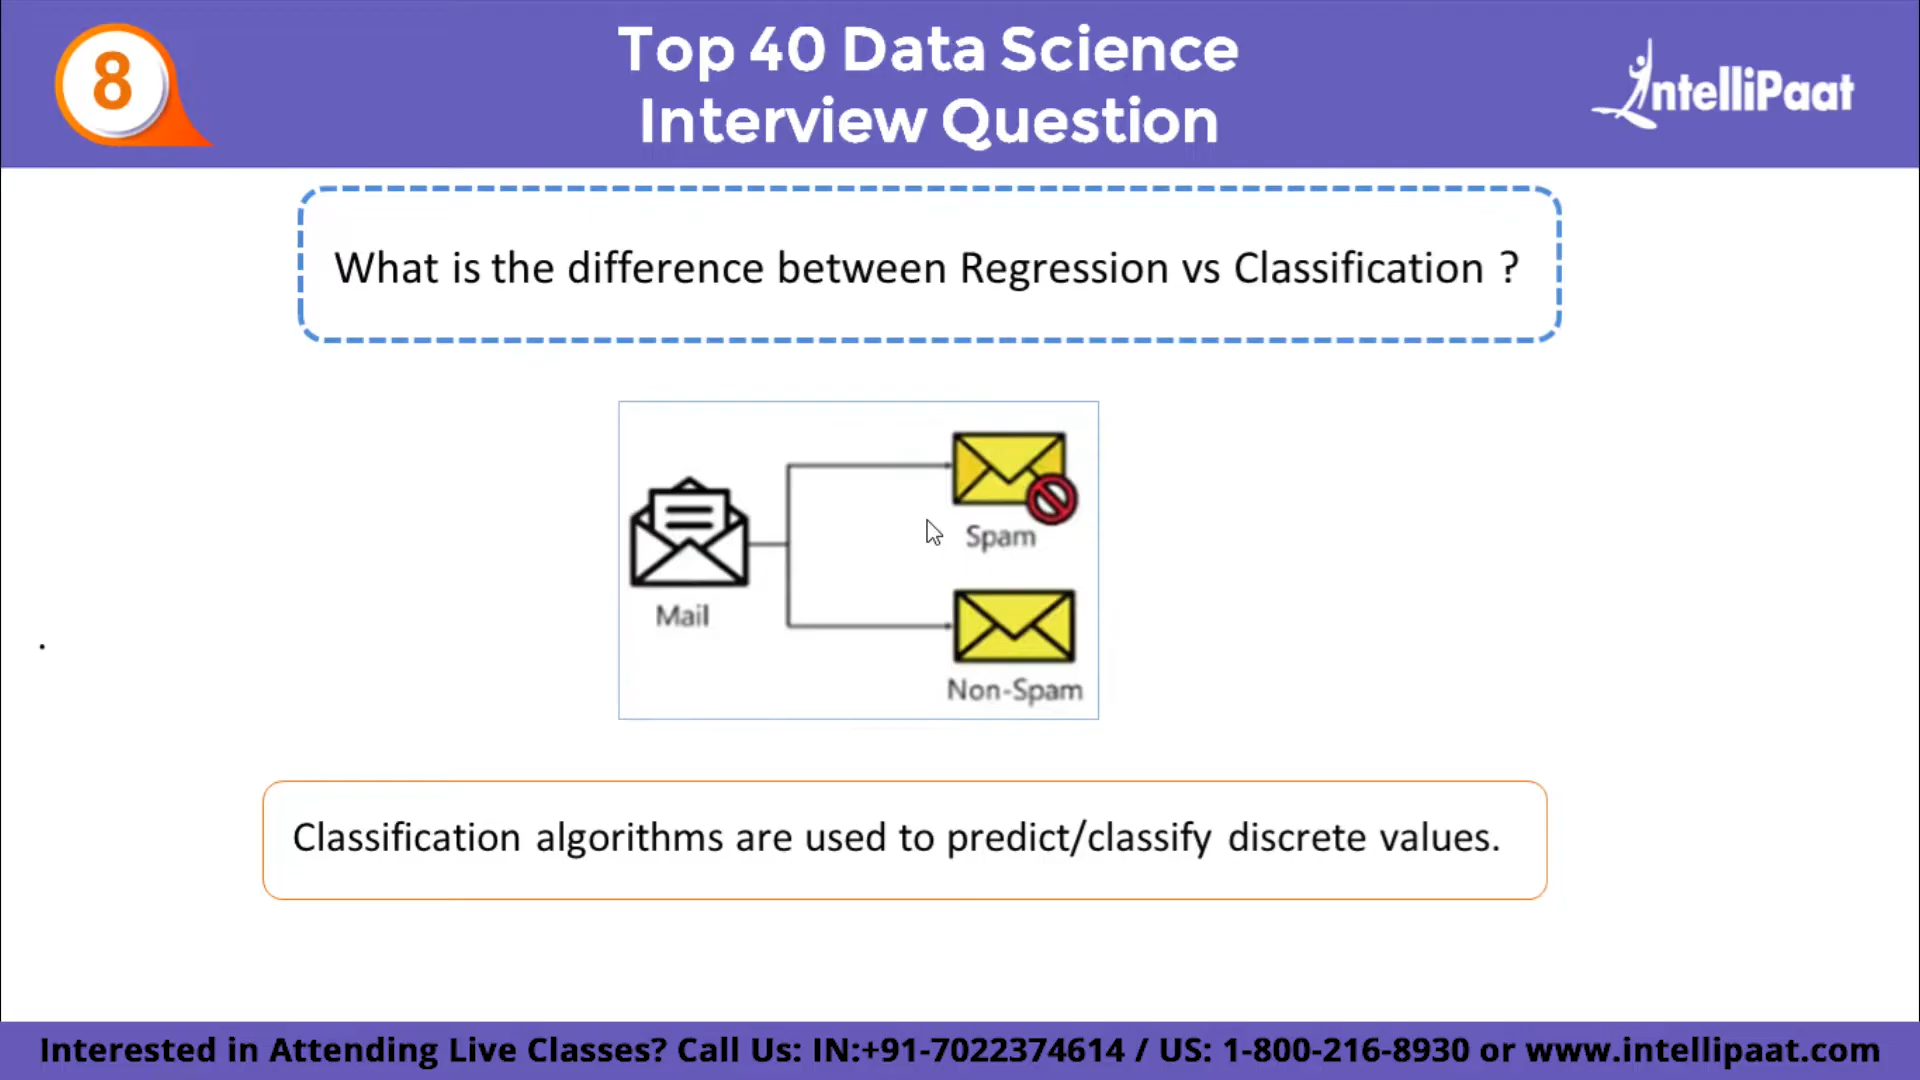 8
Top 40 Data Science
Interview Question
IntelliPaat
What is the difference between Regression vs Classification ?
Mail
Spam
Non-Spam
.
Classification algorithms are used to predict/classify discrete values.
Interested in Attending Live Classes? Call Us: IN:+91-7022374614 / US: 1-800-216-8930 or www.intellipaat.com